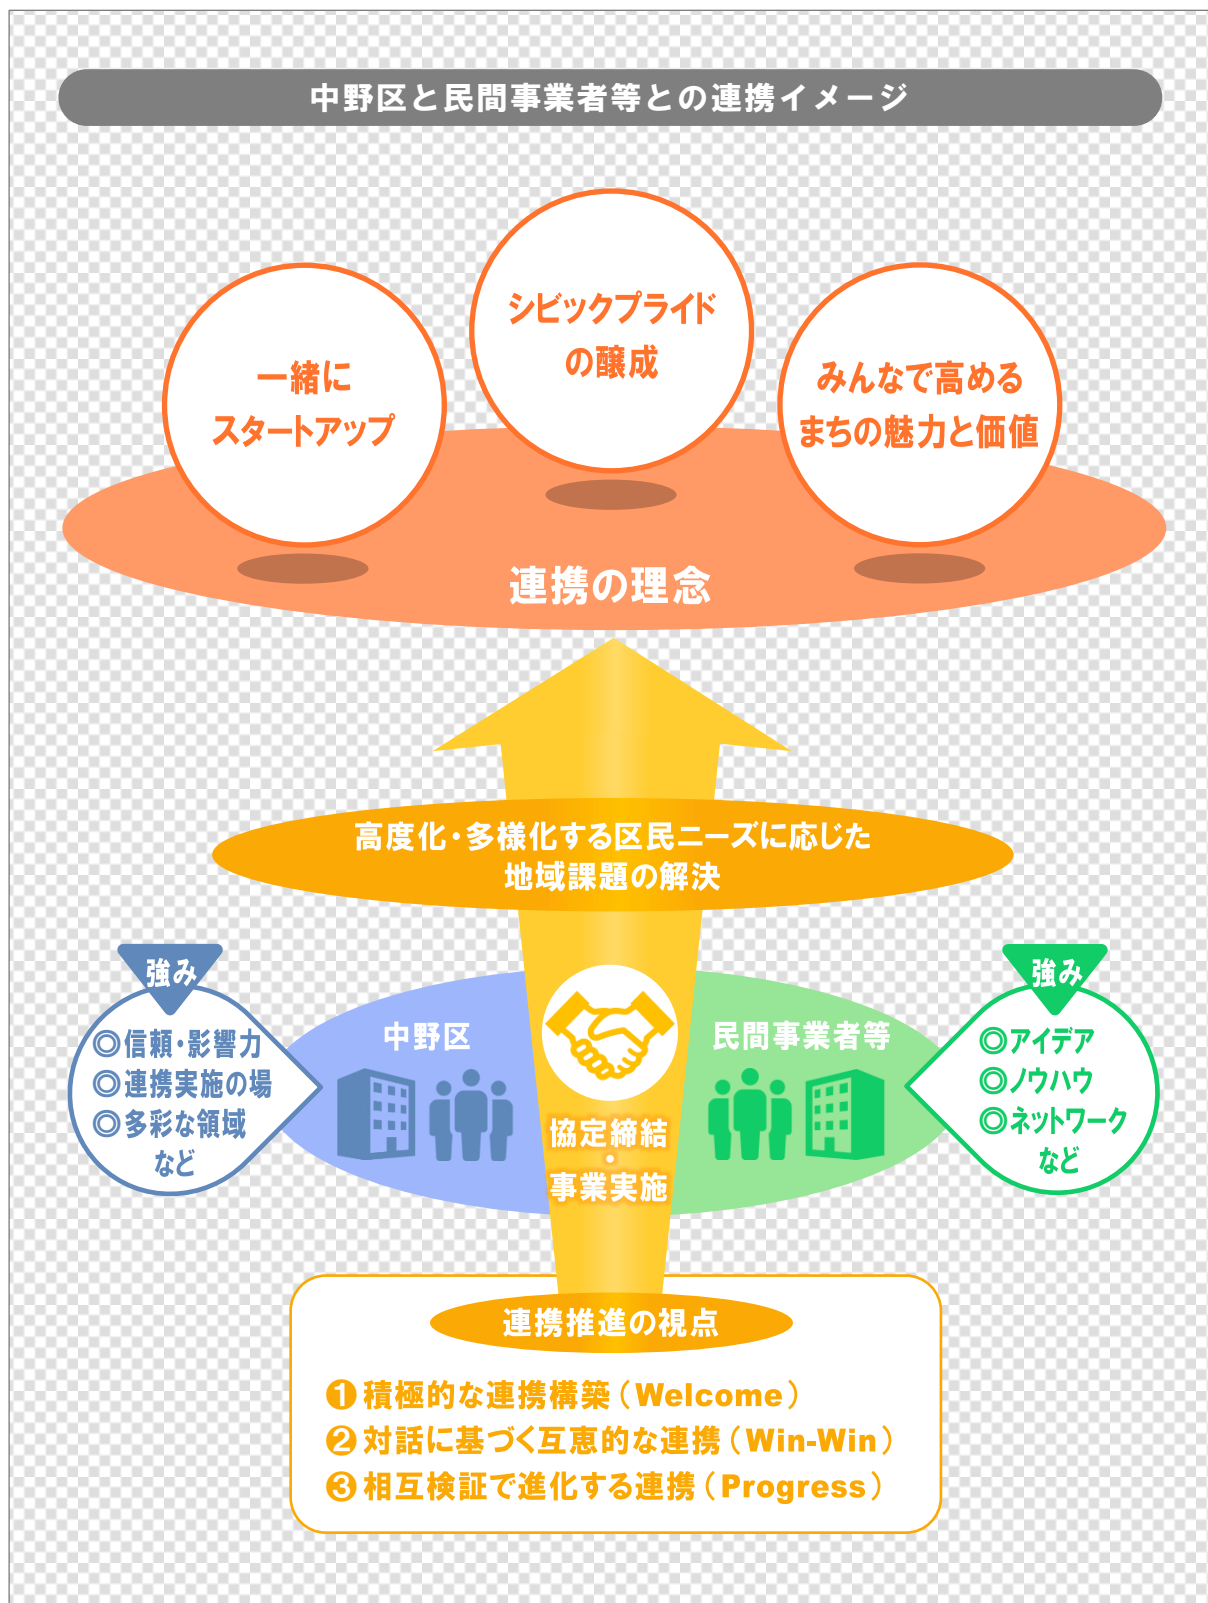 中野区と民間事業者等との連携イメージ
シビックプライド
の醸成
一緒に
スタートアップ
みんなで高める
まちの魅力と価値
連携の理念
高度化・多様化する区民ニーズに応じた
地域課題の解決
強み
◎信頼・影響力
◎連携実施の場
◎多彩な領域
など
中野区
協定締結
・
事業実施
民間事業者等
強み
◎アイデア
◎ノウハウ
◎ネットワーク
など
連携推進の視点
❶積極的な連携構築（Welcome）
❷対話に基づく互恵的な連携（Win-Win）
❸相互検証で進化する連携（Progress）